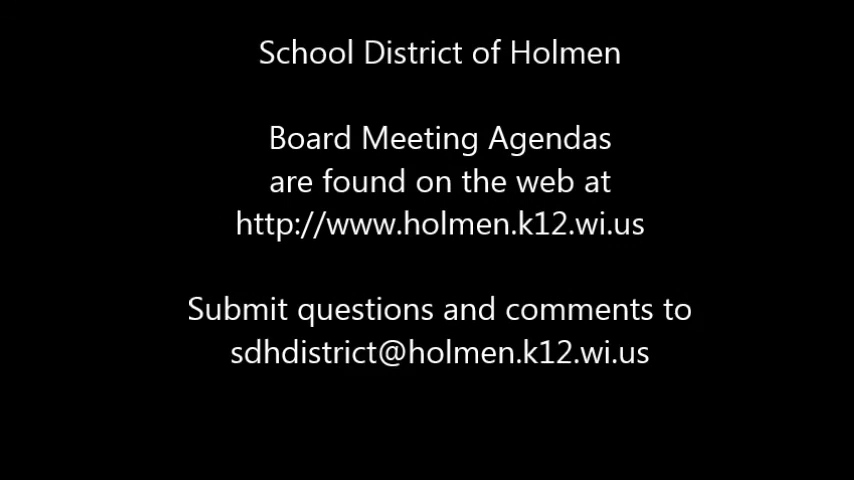 School District of Holmen
Board Meeting Agendas
are found on the web at
http://www.holmen.k12.wi.us
Submit questions and comments to
sdhdistrict@holmen.k12.wi.us